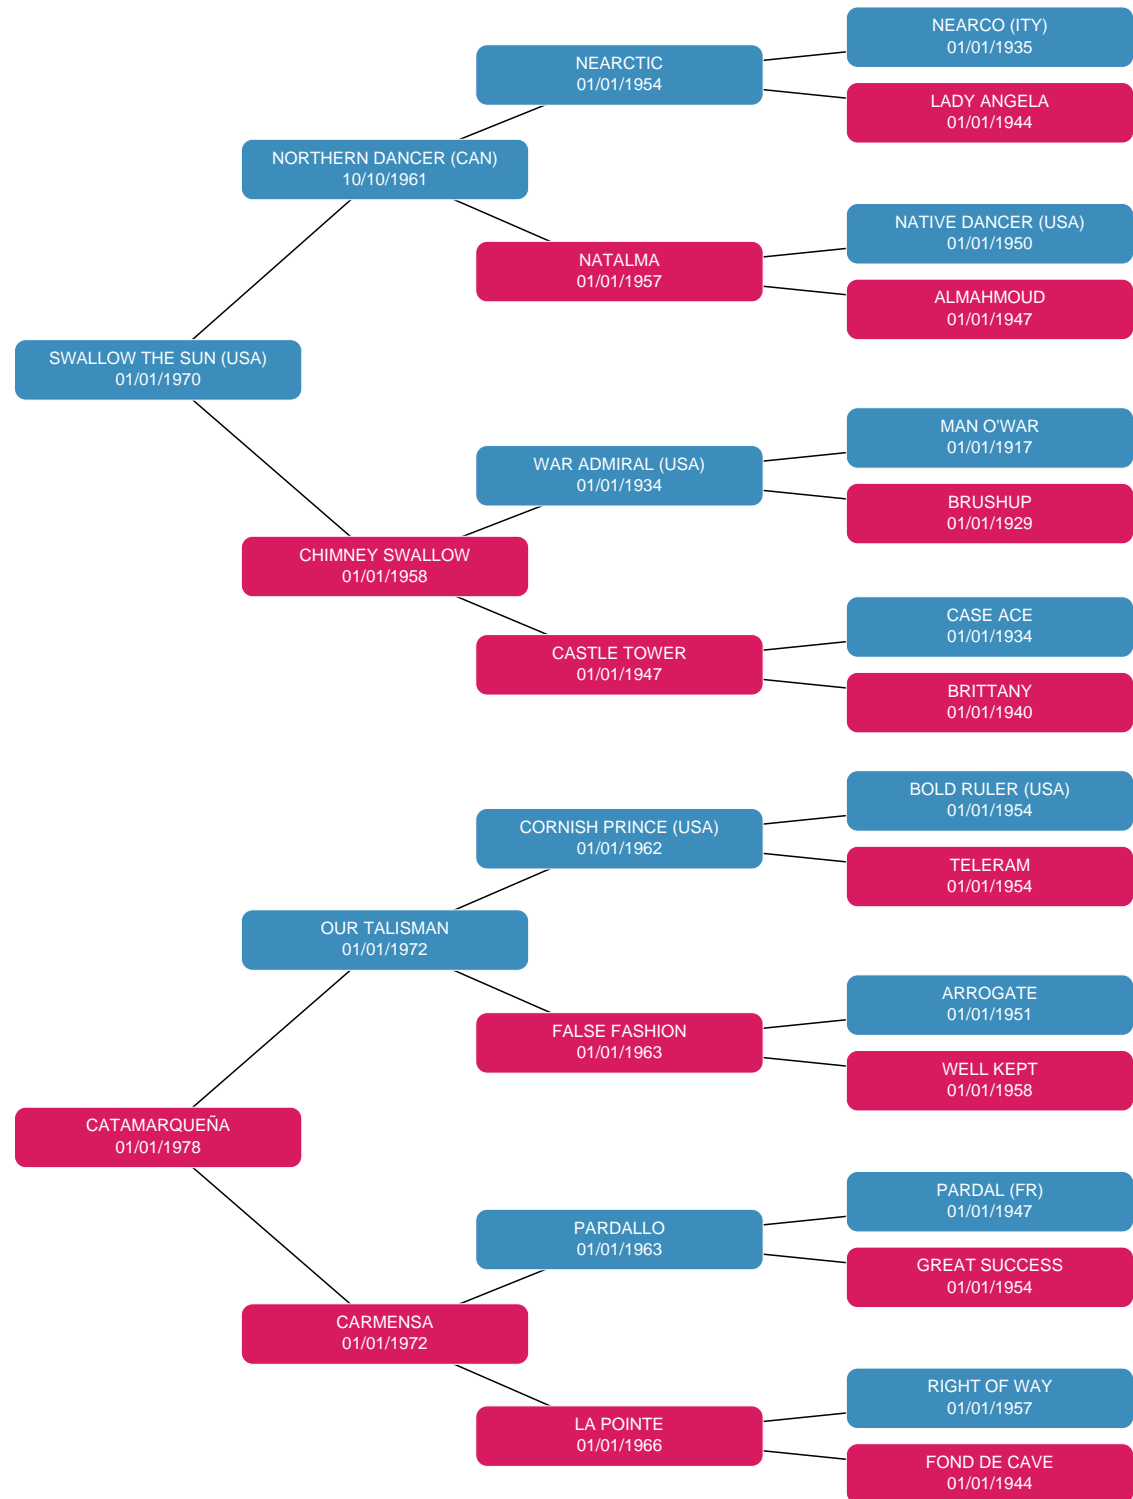 NEARCO (ITY)
01/01/1935
NEARCTIC
01/01/1954
LADY ANGELA
01/01/1944
NORTHERN DANCER (CAN)
10/10/1961
NATIVE DANCER (USA)
01/01/1950
NATALMA
01/01/1957
ALMAHMOUD
01/01/1947
SWALLOW THE SUN (USA)
01/01/1970
MAN O'WAR
01/01/1917
WAR ADMIRAL (USA)
01/01/1934
BRUSHUP
01/01/1929
CHIMNEY SWALLOW
01/01/1958
CASE ACE
01/01/1934
CASTLE TOWER
01/01/1947
BRITTANY
01/01/1940
BOLD RULER (USA)
01/01/1954
CORNISH PRINCE (USA)
01/01/1962
TELERAM
01/01/1954
OUR TALISMAN
01/01/1972
ARROGATE
01/01/1951
FALSE FASHION
01/01/1963
WELL KEPT
01/01/1958
CATAMARQUEÑA
01/01/1978
PARDAL (FR)
01/01/1947
PARDALLO
01/01/1963
GREAT SUCCESS
01/01/1954
CARMENSA
01/01/1972
RIGHT OF WAY
01/01/1957
LA POINTE
01/01/1966
FOND DE CAVE
01/01/1944